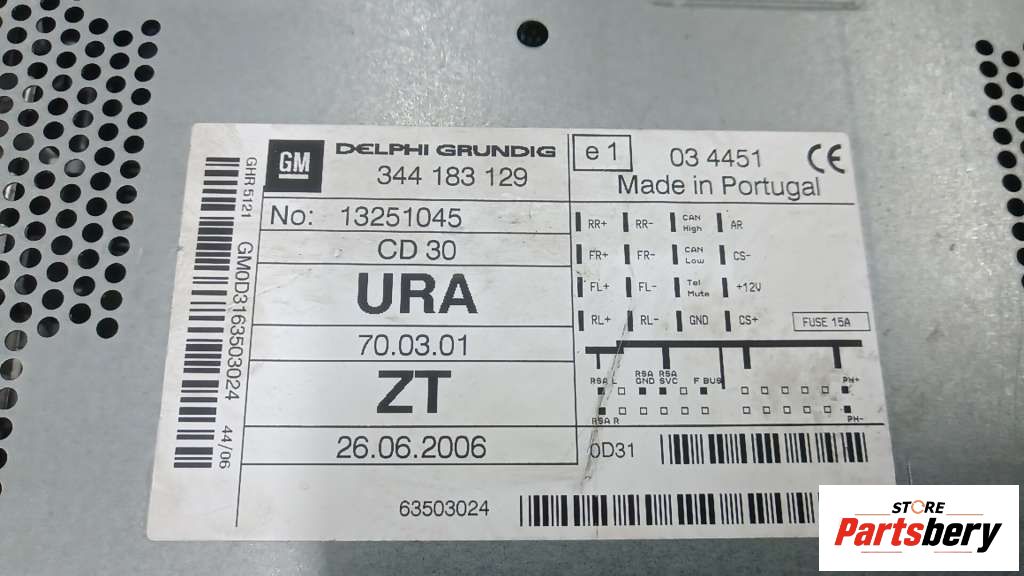 GM DELPHI GRUNDIG
344 183 129
e 1 03 4451 CE
Made in Portugal
No: 13251045
CD 30
URA
70.03.01
ZT
26.06.2006
RR+ RR- CAN High AR
FR+ FR- CAN Low CS-
FL+ FL- Tel Mute +12V
RL+ RL- GND CS+ FUSE 15A
RSA L RSA GND RSA SVC F BUS PH+
RSA R PH-
0D31
63503024
GHR 5121
GM0D3163503024
44/06
STORE
Partsbery